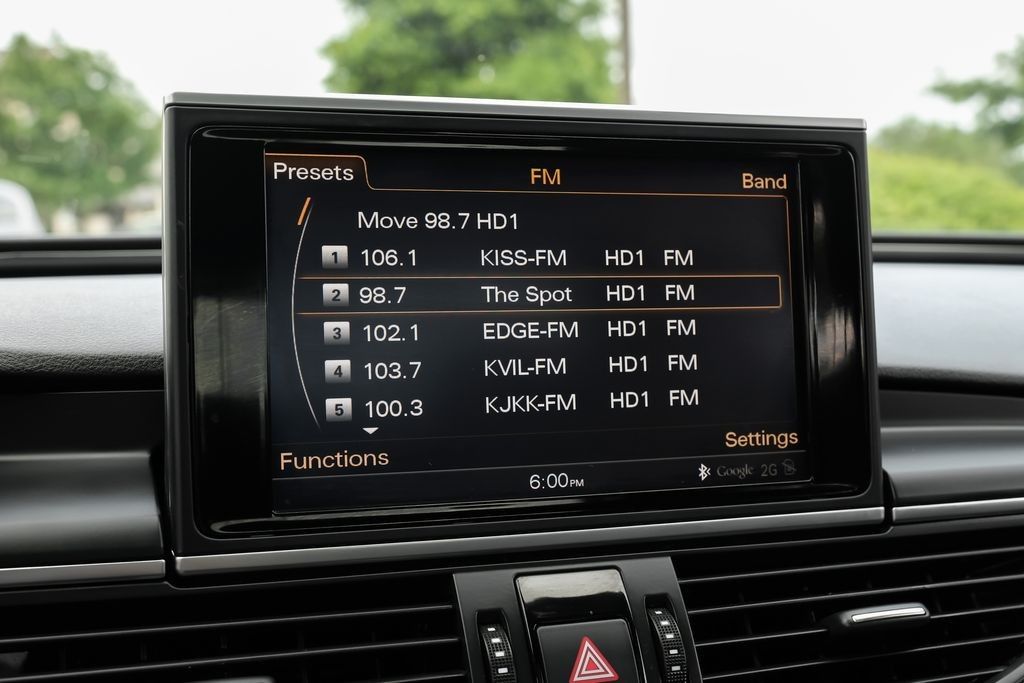 Presets FM Band
Move 98.7 HD1
1 106.1 KISS-FM HD1 FM
2 98.7 The Spot HD1 FM
3 102.1 EDGE-FM HD1 FM
4 103.7 KVIL-FM HD1 FM
5 100.3 KJKK-FM HD1 FM
Functions Settings
6:00PM Google 2G